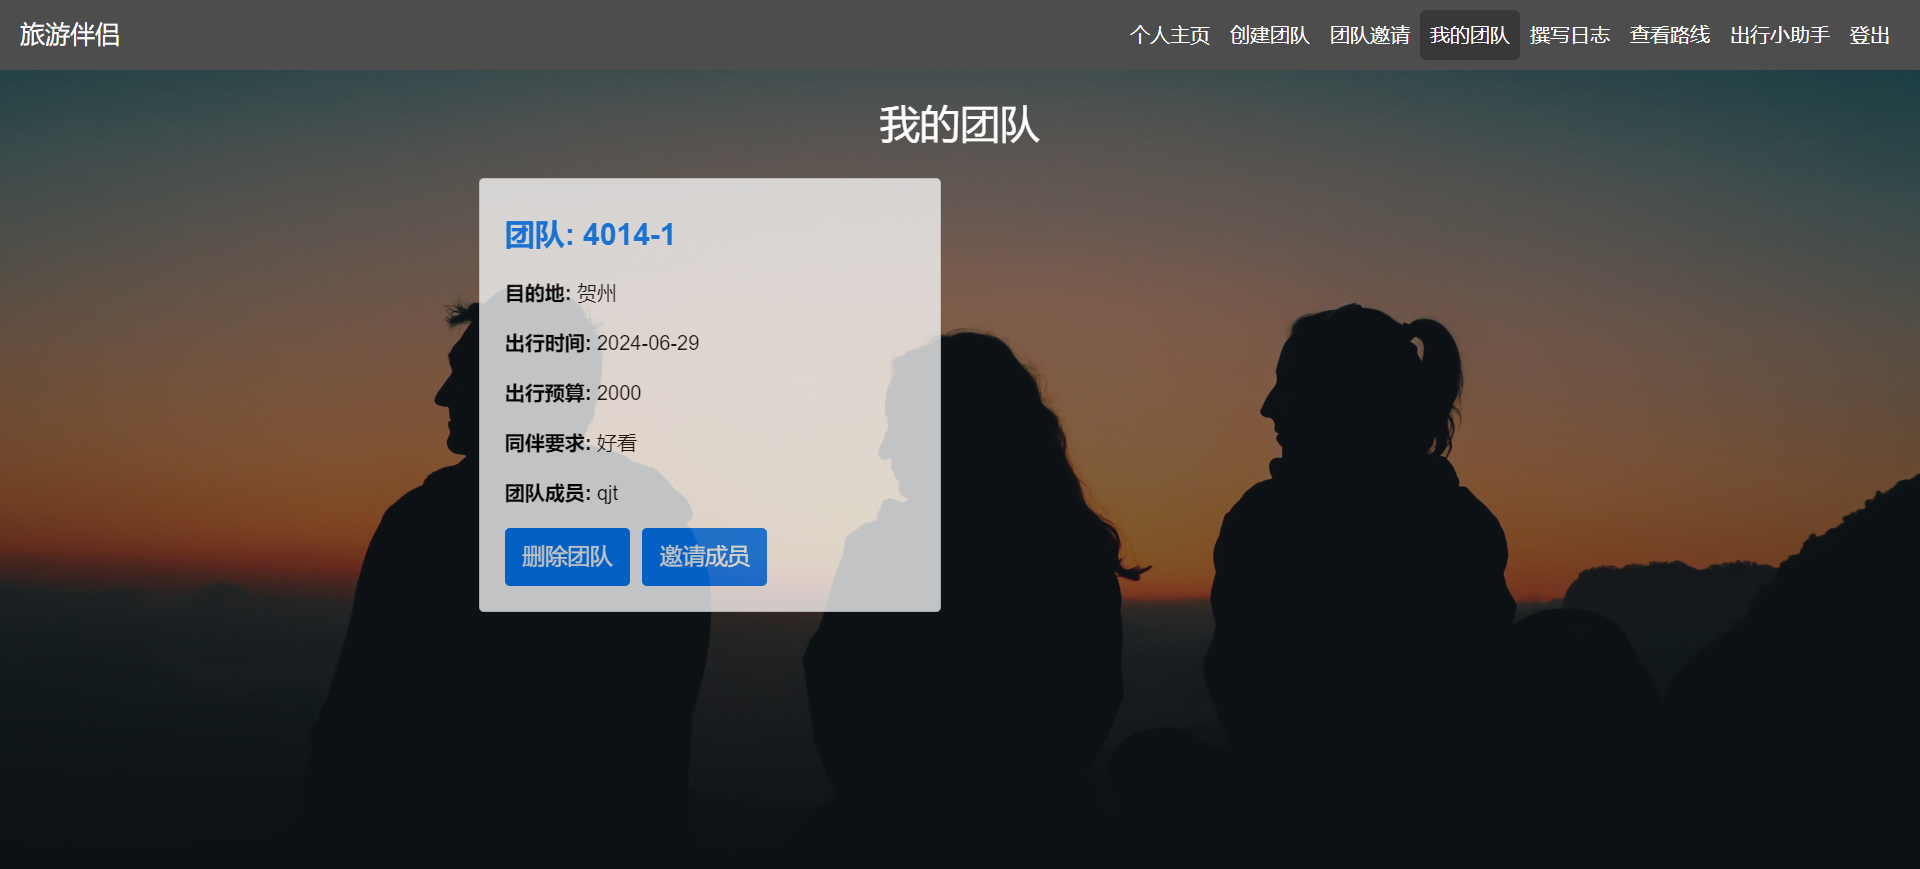 旅游伴侣
个人主页 创建团队 团队邀请 我的团队 撰写日志 查看路线 出行小助手 登出
我的团队
团队: 4014-1
目的地: 贺州
出行时间: 2024-06-29
出行预算: 2000
同伴要求: 好看
团队成员: qjt
删除团队 邀请成员